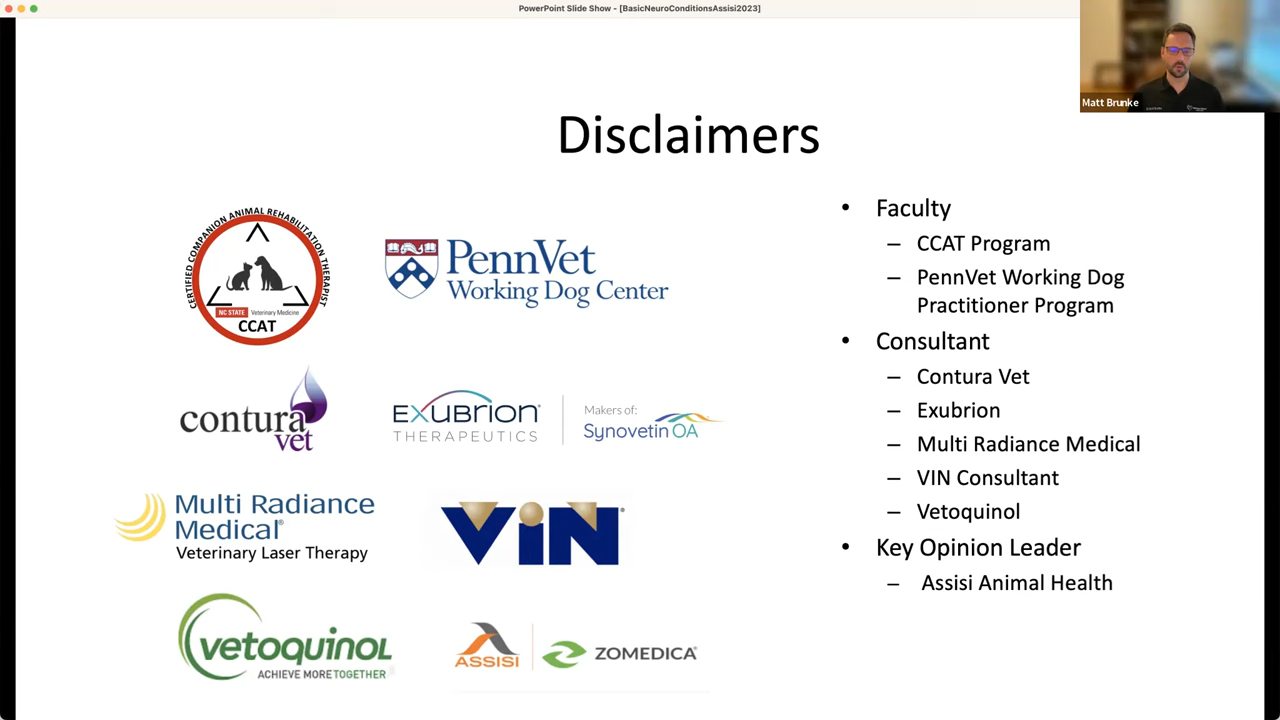 PowerPoint Slide Show - [BasicNeuroConditionsAssisi2023]
Matt Brunke
Disclaimers
CERTIFIED COMPANION ANIMAL REHABILITATION THERAPIST
NC STATE Veterinary Medicine
CCAT
PennVet
Working Dog Center
contura
vet
EXUBRION®
THERAPEUTICS
Makers of:
Synovetin OA
Multi Radiance
Medical®
Veterinary Laser Therapy
ViN®
vetoquinol
ACHIEVE MORE TOGETHER
ASSISI
ZOMEDICA®
• Faculty
– CCAT Program
– PennVet Working Dog
Practitioner Program
• Consultant
– Contura Vet
– Exubrion
– Multi Radiance Medical
– VIN Consultant
– Vetoquinol
• Key Opinion Leader
– Assisi Animal Health